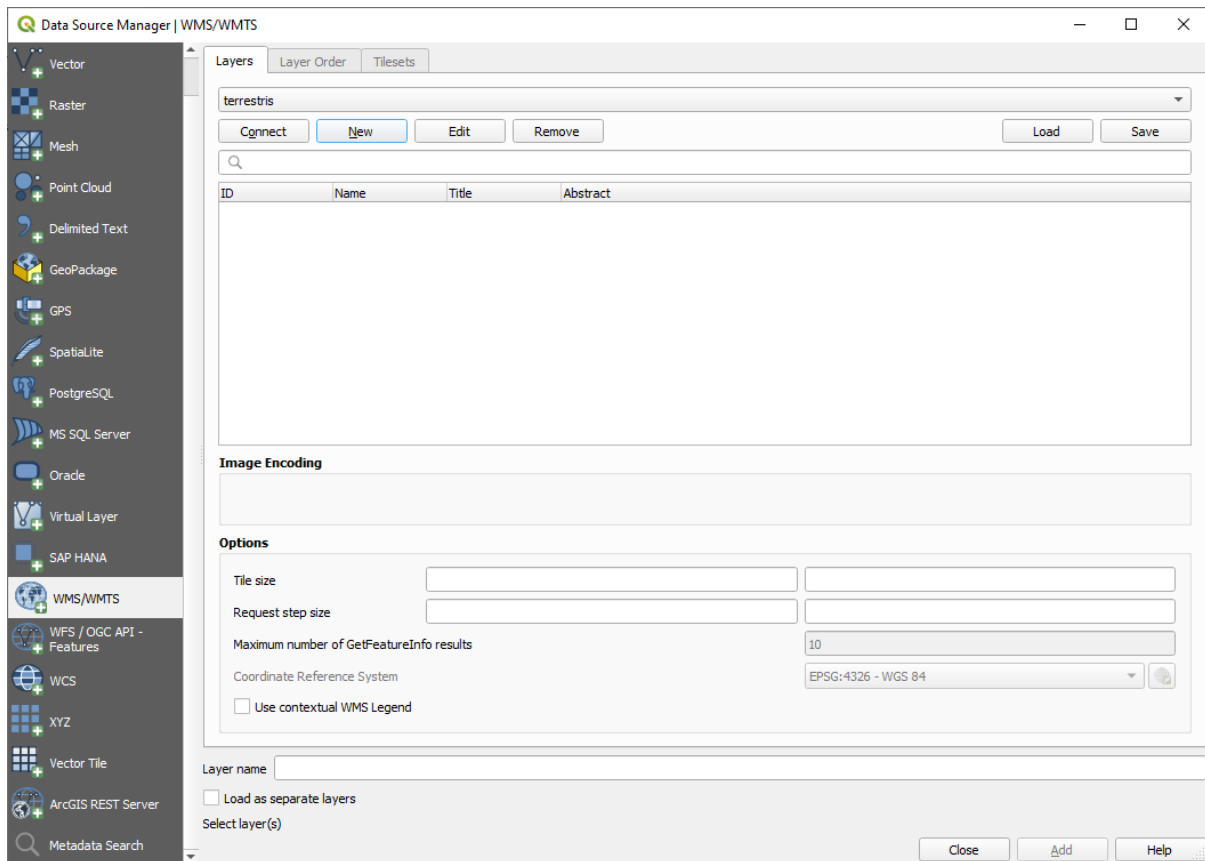 Data Source Manager | WMS/WMTS
Vector
Raster
Mesh
Point Cloud
Delimited Text
GeoPackage
GPS
SpatiaLite
PostgreSQL
MS SQL Server
Oracle
Virtual Layer
SAP HANA
WMS/WMTS
WFS / OGC API -
Features
WCS
XYZ
Vector Tile
ArcGIS REST Server
Metadata Search
Layers Layer Order Tilesets
terrestris
Connect New Edit Remove Load Save
ID Name Title Abstract
Image Encoding
Options
Tile size
Request step size
Maximum number of GetFeatureInfo results 10
Coordinate Reference System EPSG:4326 - WGS 84
Use contextual WMS Legend
Layer name
Load as separate layers
Select layer(s)
Close Add Help